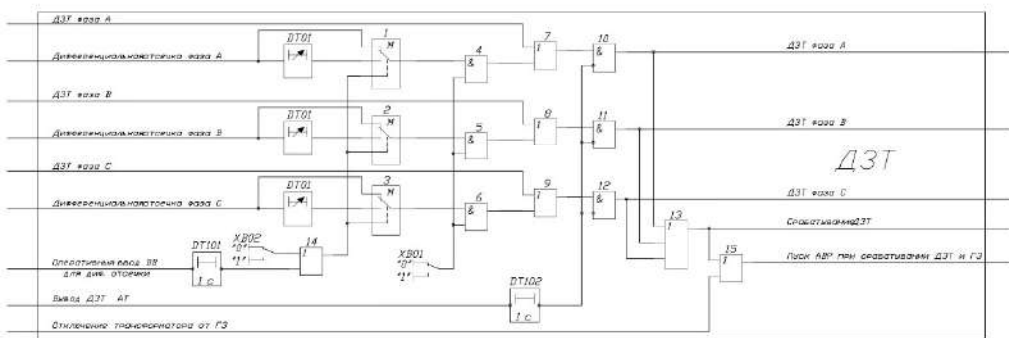 ДЗТ фаза А
DT01
1
М
4
&
7
1
10
&
ДЗТ фаза А
Дифференциальная отсечка фаза А
ДЗТ фаза В
DT01
2
М
5
&
8
1
11
&
ДЗТ фаза В
Дифференциальная отсечка фаза В
ДЗТ фаза С
DT01
3
М
6
&
9
1
12
&
ДЗТ
ДЗТ фаза С
Дифференциальная отсечка фаза С
13
1
Срабатывание ДЗТ
DT101
1 с
XB02
"0"
"1"
14
1
XB01
"0"
"1"
15
1
Оперативный ввод ВВ
для диф. отсечки
Пуск АВР при срабатывании ДЗТ и ГЗ
DT102
1 с
Вывод ДЗТ АТ
Отключение трансформатора от ГЗ